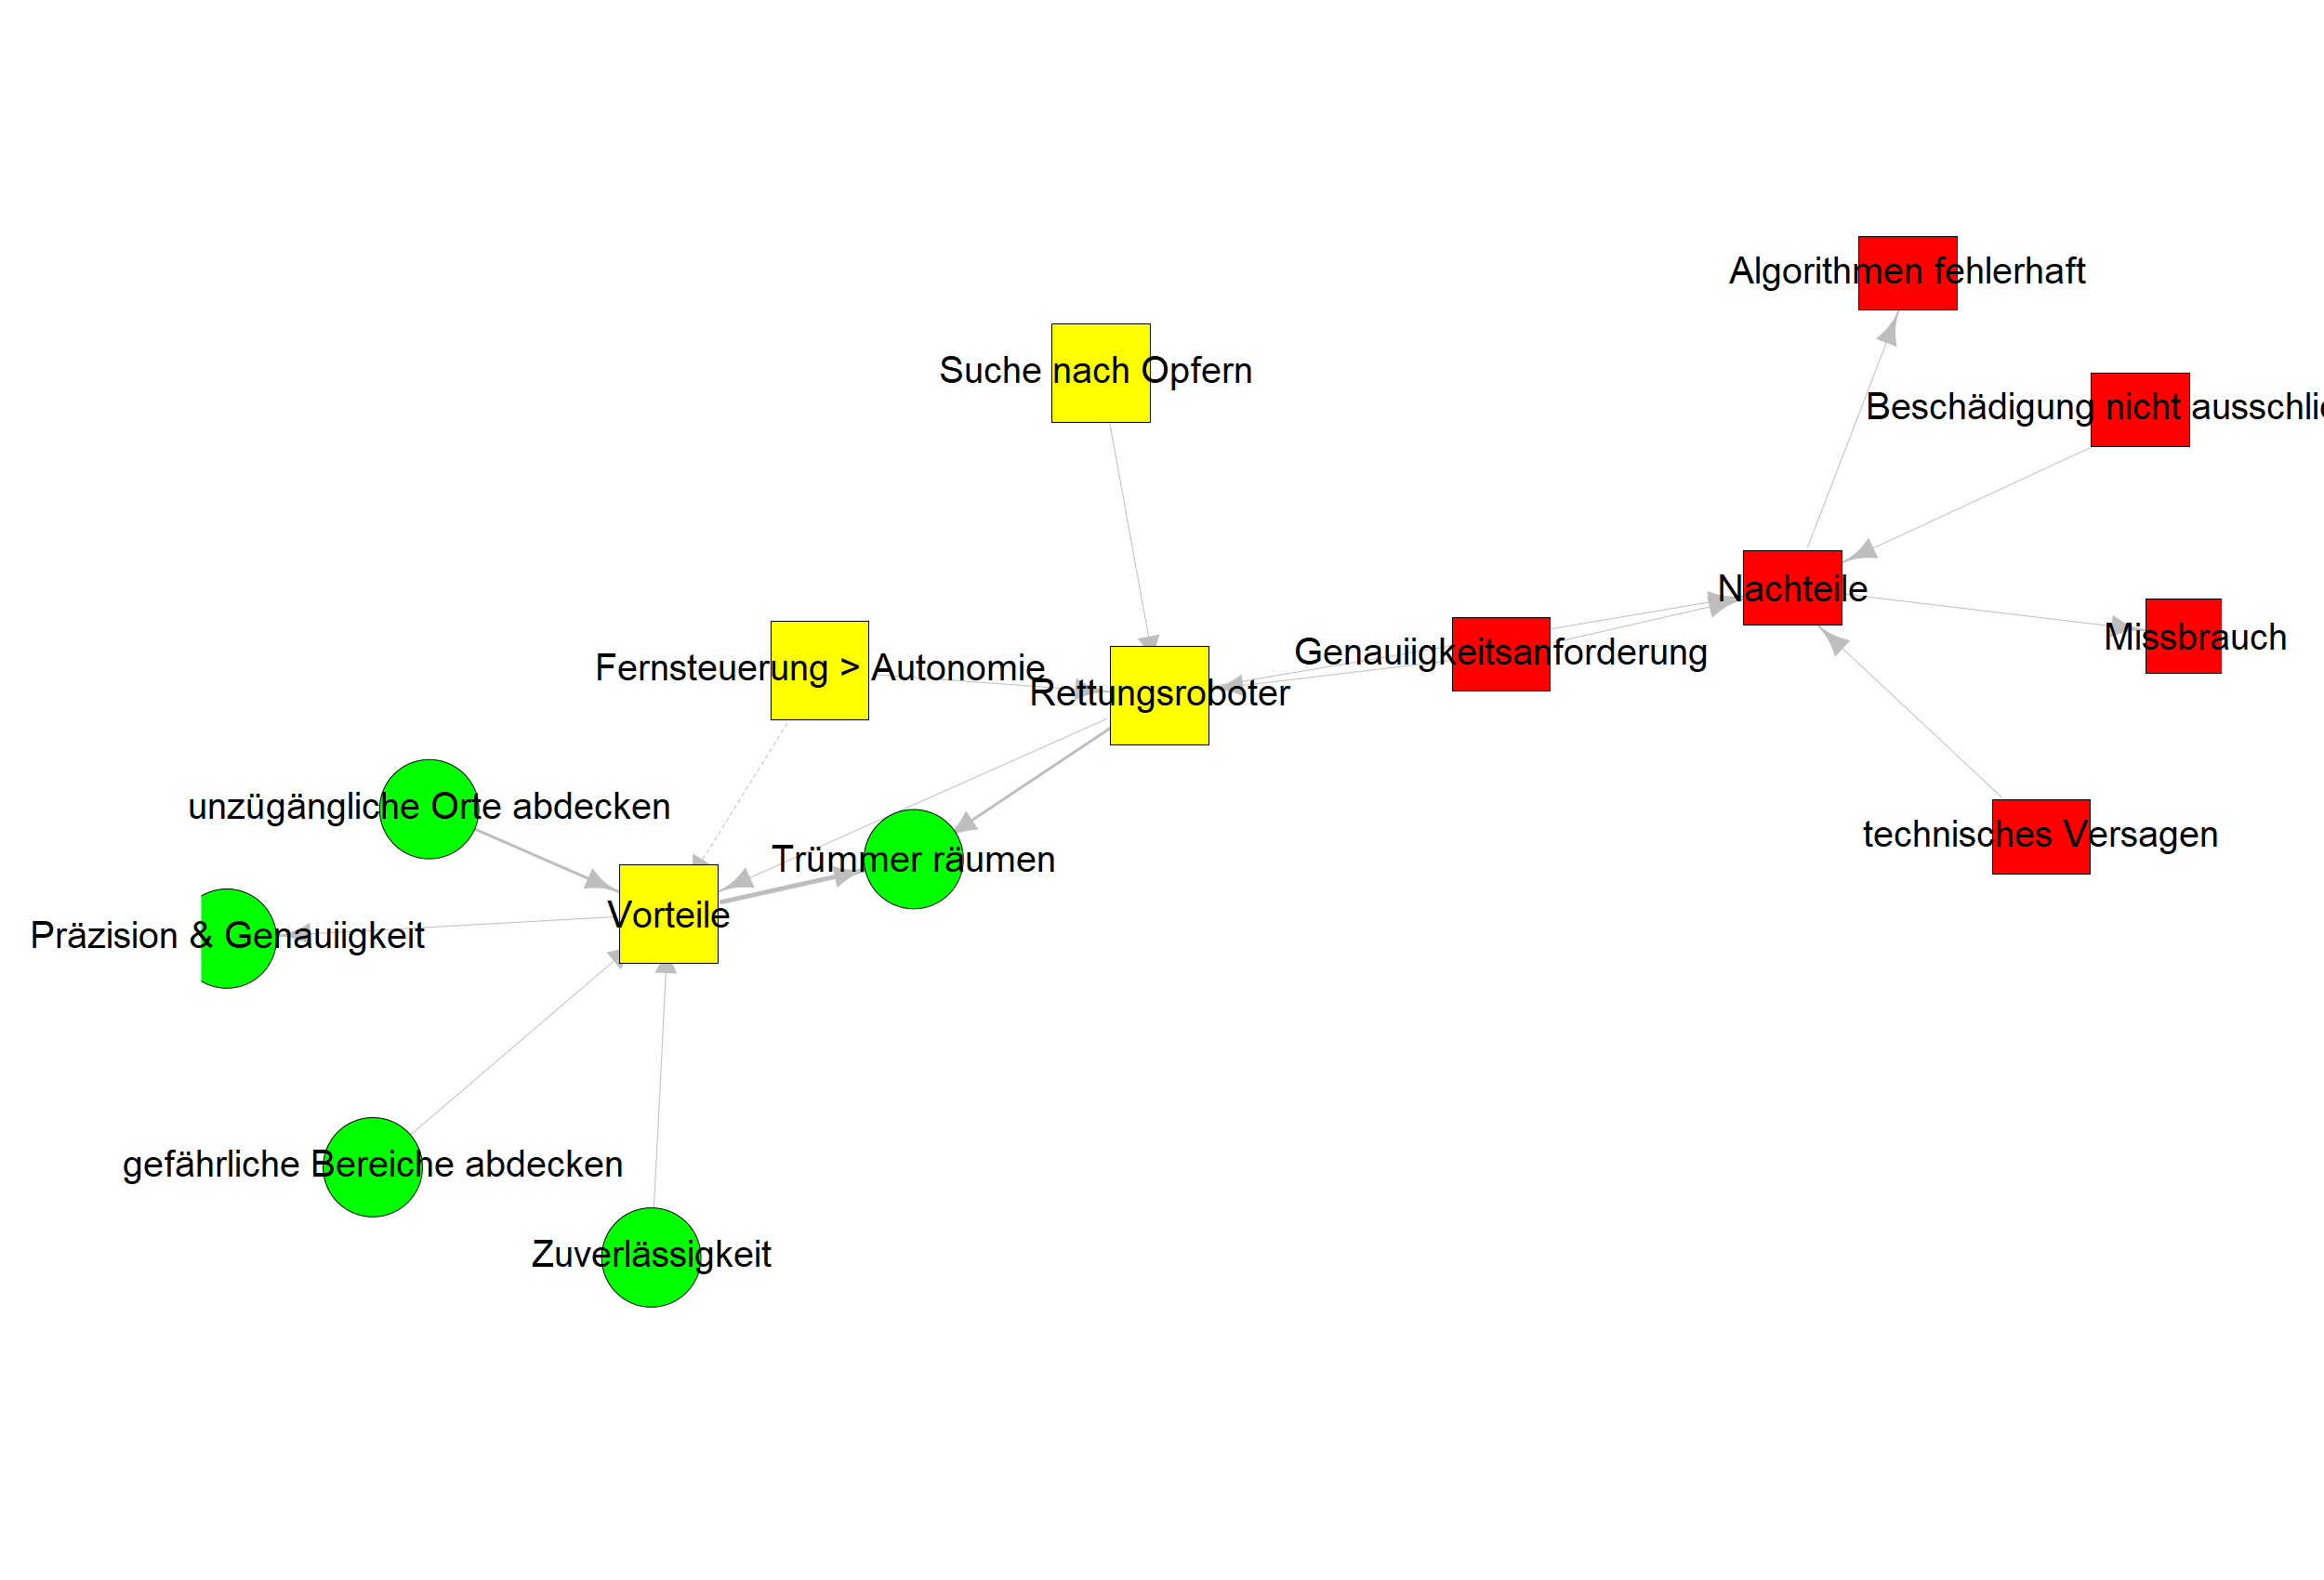 Algorithmen fehlerhaft
Suche nach Opfern
Beschädigung nicht
Nachteile
Missbrauch
Genauiigkeitsanforderung
Fernsteuerung > Autonomie
Rettungsroboter
unzügängliche Orte abdecken
technisches Versagen
Trümmer räumen
Vorteile
Präzision & Genauiigkeit
gefährliche Bereiche abdecken
Zuverlässigkeit